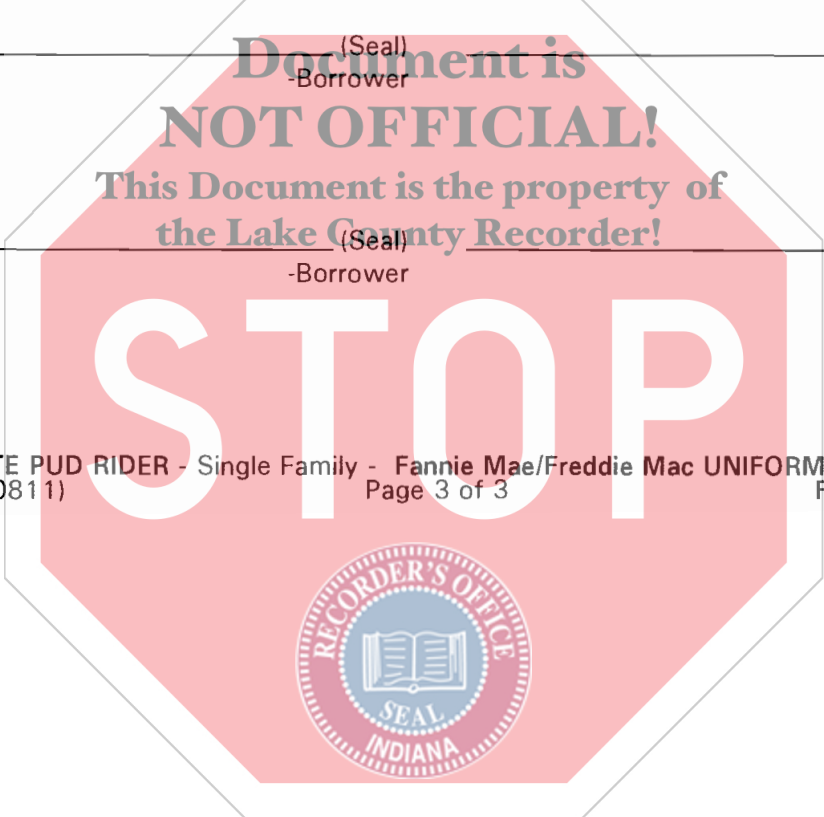 (Seal)
Document is
-Borrower
NOT OFFICIAL!
This Document is the property of
the Lake County Recorder!
(Seal)
-Borrower
STOP
TE PUD RIDER - Single Family - Fannie Mae/Freddie Mac UNIFORM
0811) Page 3 of 3 F
RECORDER'S OFFICE
SEAL
INDIANA